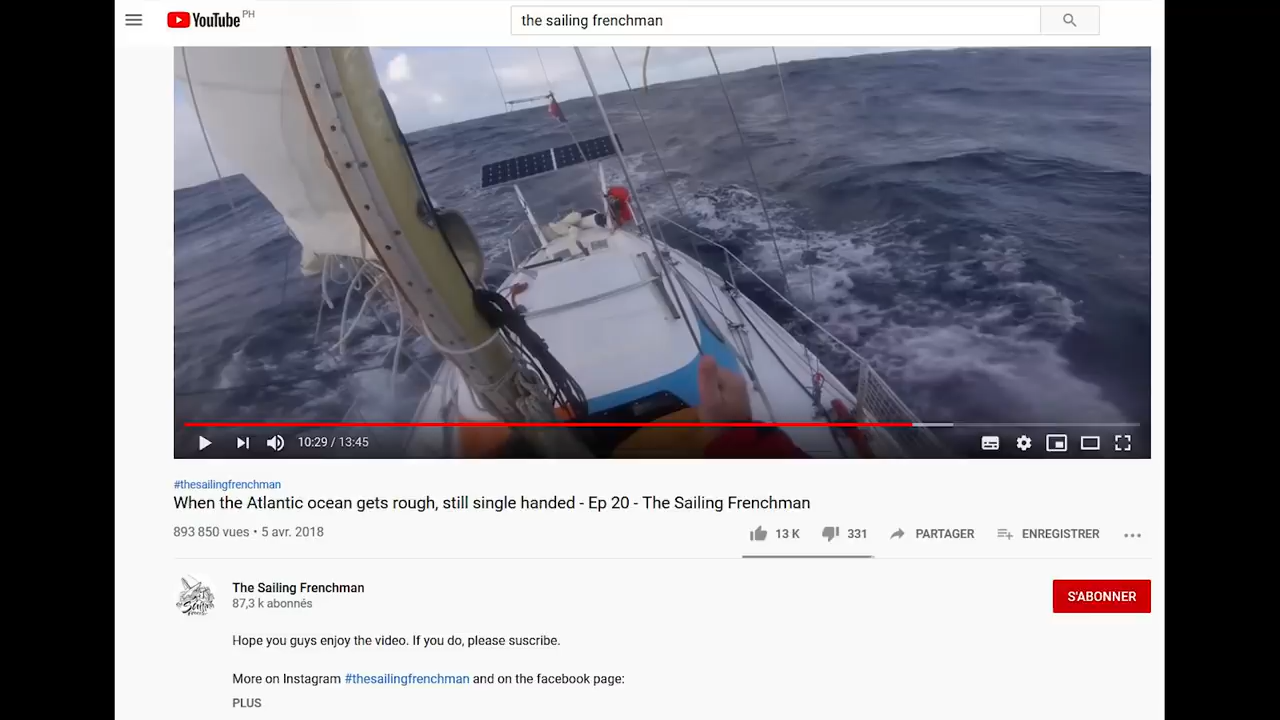 YouTube PH
the sailing frenchman
10:29 / 13:45
#thesailingfrenchman
When the Atlantic ocean gets rough, still single handed - Ep 20 - The Sailing Frenchman
893 850 vues • 5 avr. 2018
13 K 331 PARTAGER ENREGISTRER
The Sailing Frenchman
87,3 k abonnés
S'ABONNER
Hope you guys enjoy the video. If you do, please suscribe.
More on Instagram #thesailingfrenchman and on the facebook page:
PLUS